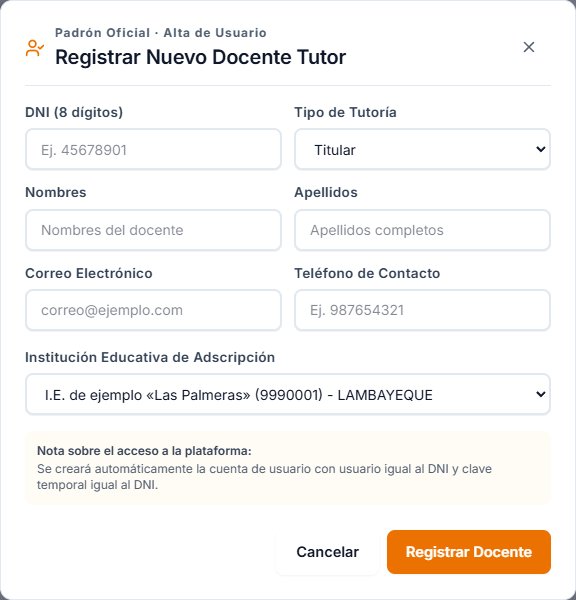 Padrón Oficial · Alta de Usuario
Registrar Nuevo Docente Tutor
DNI (8 dígitos)
Tipo de Tutoría
Ej. 45678901
Titular
Nombres
Apellidos
Nombres del docente
Apellidos completos
Correo Electrónico
Teléfono de Contacto
correo@ejemplo.com
Ej. 987654321
Institución Educativa de Adscripción
I.E. de ejemplo «Las Palmeras» (9990001) - LAMBAYEQUE
Nota sobre el acceso a la plataforma:
Se creará automáticamente la cuenta de usuario con usuario igual al DNI y clave
temporal igual al DNI.
Cancelar
Registrar Docente